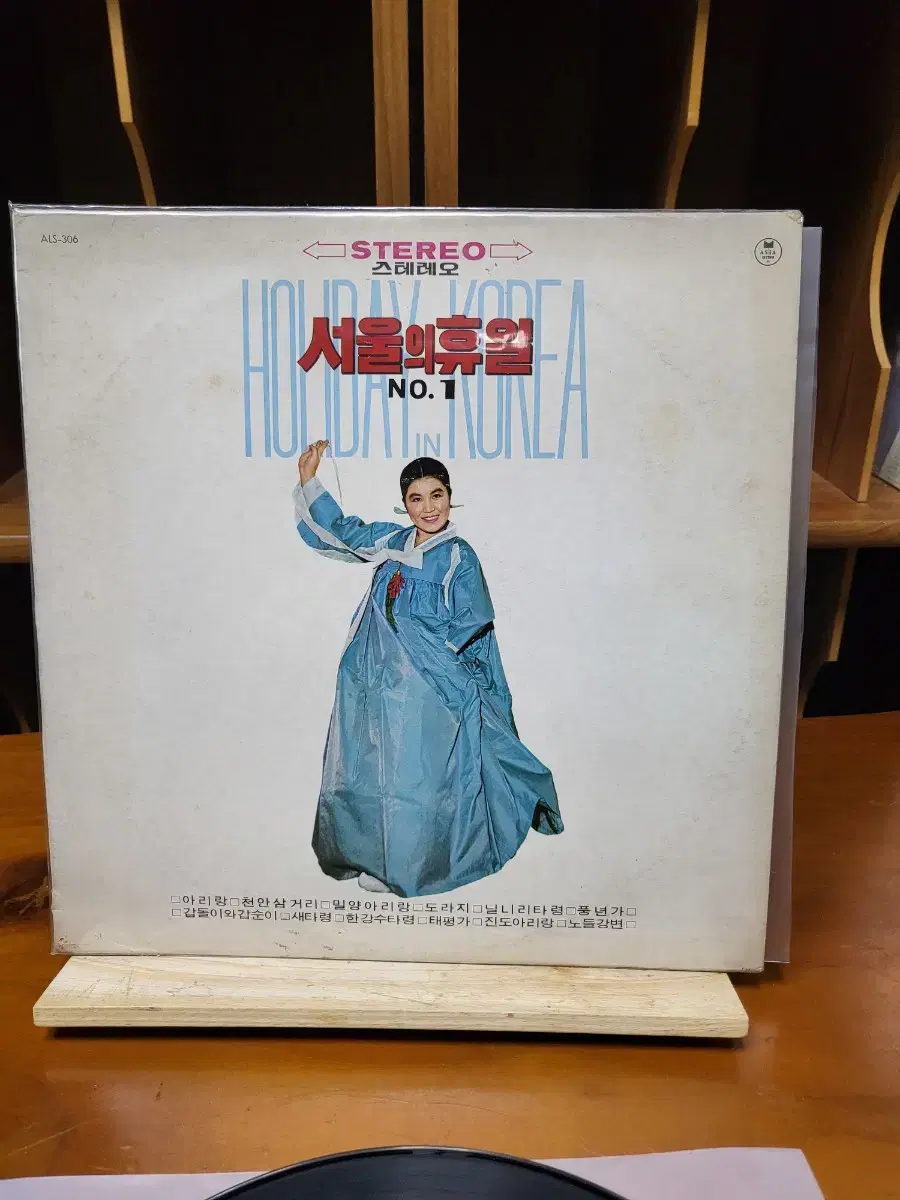 ALS-306
STEREO
스테레오
ASIA
HOLIDAY IN KOREA
서울의휴일
NO.1
□아리랑□천안삼거리□밀양아리랑□도라지□닐니리타령□풍년가□
□갑돌이와갑순이□새타령□한강수타령□태평가□진도아리랑□노들강변□